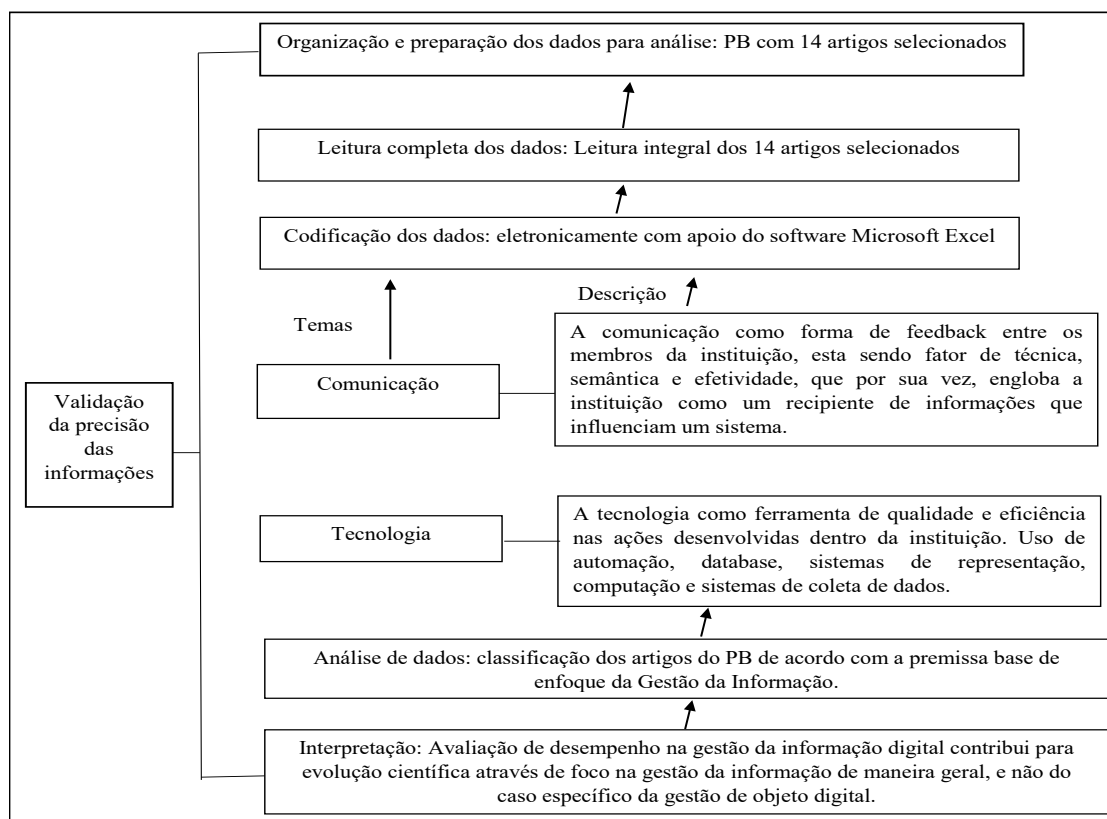 Organização e preparação dos dados para análise: PB com 14 artigos selecionados
Leitura completa dos dados: Leitura integral dos 14 artigos selecionados
Codificação dos dados: eletronicamente com apoio do software Microsoft Excel
Temas
Descrição
Comunicação
A comunicação como forma de feedback entre os
membros da instituição, esta sendo fator de técnica,
semântica e efetividade, que por sua vez, engloba a
instituição como um recipiente de informações que
influenciam um sistema.
Validação
da precisão
das
informações
Tecnologia
A tecnologia como ferramenta de qualidade e eficiência
nas ações desenvolvidas dentro da instituição. Uso de
automação, database, sistemas de representação,
computação e sistemas de coleta de dados.
Análise de dados: classificação dos artigos do PB de acordo com a premissa base de
enfoque da Gestão da Informação.
Interpretação: Avaliação de desempenho na gestão da informação digital contribui para
evolução científica através de foco na gestão da informação de maneira geral, e não do
caso específico da gestão de objeto digital.